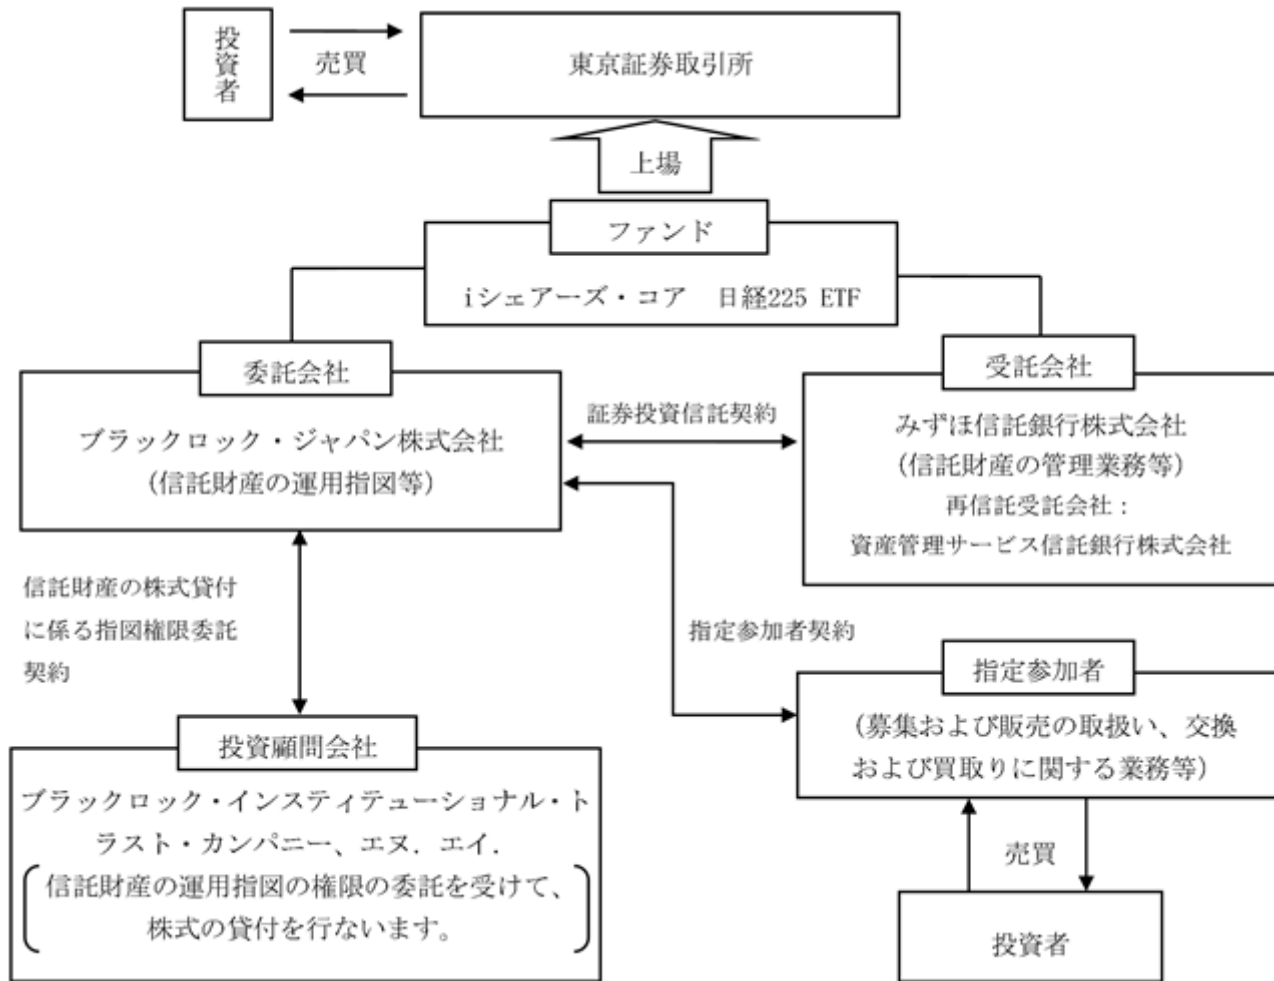 投資者
売買
東京証券取引所
上場
ファンド
iシェアーズ・コア　日経225 ETF
委託会社
ブラックロック・ジャパン株式会社
(信託財産の運用指図等)
証券投資信託契約
受託会社
みずほ信託銀行株式会社
(信託財産の管理業務等)
再信託受託会社：
資産管理サービス信託銀行株式会社
信託財産の株式貸付
に係る指図権限委託
契約
指定参加者契約
指定参加者
(募集および販売の取扱い、交換
および買取りに関する業務等)
投資顧問会社
ブラックロック・インスティテューショナル・ト
ラスト・カンパニー、エヌ．エイ．
信託財産の運用指図の権限の委託を受けて、
株式の貸付を行ないます。
売買
投資者